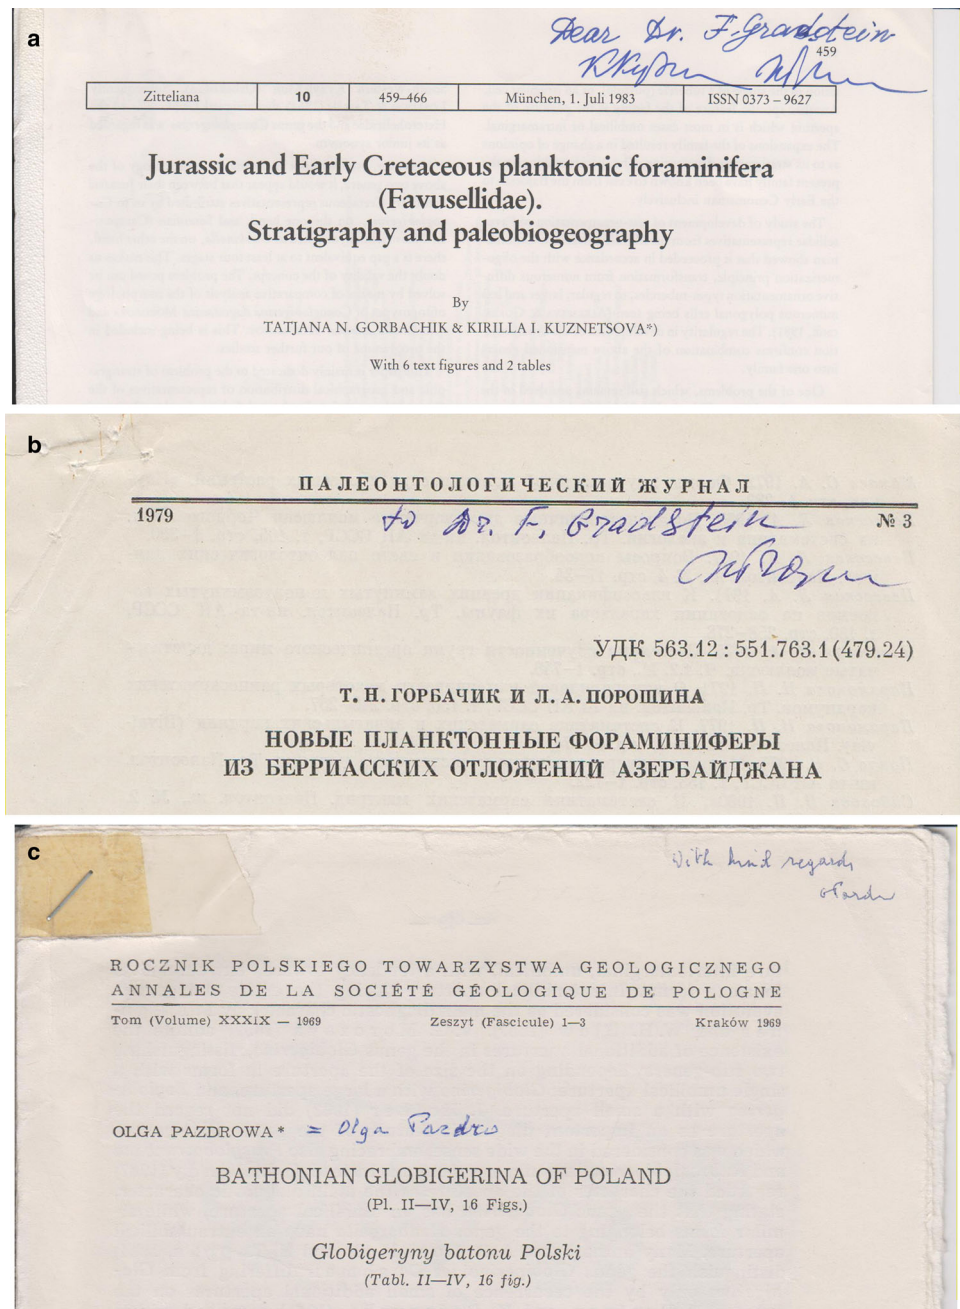 a
Dear Dr. F. Gradstein
459
Zitteliana 10 459–466 München, 1. Juli 1983 ISSN 0373 – 9627
Jurassic and Early Cretaceous planktonic foraminifera
(Favusellidae).
Stratigraphy and paleobiogeography
By
TATJANA N. GORBACHIK & KIRILLA I. KUZNETSOVA*)
With 6 text figures and 2 tables
b
ПАЛЕОНТОЛОГИЧЕСКИЙ ЖУРНАЛ
1979 to Dr. F. Gradstein № 3
УДК 563.12 : 551.763.1 (479.24)
Т. Н. ГОРБАЧИК И Л. А. ПОРОШИНА
НОВЫЕ ПЛАНКТОННЫЕ ФОРАМИНИФЕРЫ
ИЗ БЕРРИАССКИХ ОТЛОЖЕНИЙ АЗЕРБАЙДЖАНА
c
With kind regards
ROCZNIK POLSKIEGO TOWARZYSTWA GEOLOGICZNEGO
ANNALES DE LA SOCIÉTÉ GÉOLOGIQUE DE POLOGNE
Tom (Volume) XXXIX — 1969 Zeszyt (Fascicule) 1—3 Kraków 1969
OLGA PAZDROWA* = Olga Pazdro
BATHONIAN GLOBIGERINA OF POLAND
(Pl. II—IV, 16 Figs.)
Globigeryny batonu Polski
(Tabl. II—IV, 16 fig.)